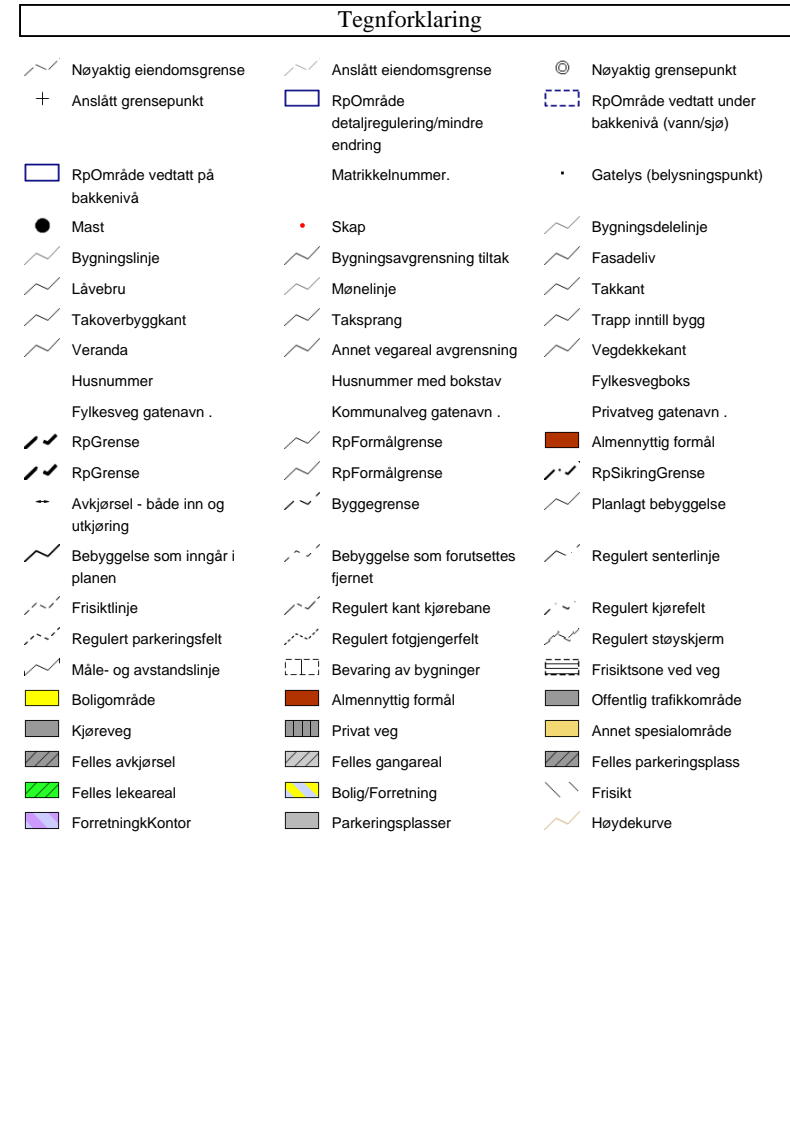 Tegnforklaring
Nøyaktig eiendomsgrense
Anslått eiendomsgrense
Nøyaktig grensepunkt
Anslått grensepunkt
RpOmråde
detaljregulering/mindre
endring
RpOmråde vedtatt under
bakkenivå (vann/sjø)
RpOmråde vedtatt på
bakkenivå
Matrikkelnummer.
Gatelys (belysningspunkt)
Mast
Skap
Bygningsdelelinje
Bygningslinje
Bygningsavgrensning tiltak
Fasadeliv
Låvebru
Mønelinje
Takkant
Takoverbyggkant
Taksprang
Trapp inntill bygg
Veranda
Annet vegareal avgrensning
Vegdekkekant
Husnummer
Husnummer med bokstav
Fylkesvegboks
Fylkesveg gatenavn .
Kommunalveg gatenavn .
Privatveg gatenavn .
RpGrense
RpFormålgrense
Almennyttig formål
RpGrense
RpFormålgrense
RpSikringGrense
Avkjørsel - både inn og
utkjøring
Byggegrense
Planlagt bebyggelse
Bebyggelse som inngår i
planen
Bebyggelse som forutsettes
fjernet
Regulert senterlinje
Frisiktlinje
Regulert kant kjørebane
Regulert kjørefelt
Regulert parkeringsfelt
Regulert fotgjengerfelt
Regulert støyskjerm
Måle- og avstandslinje
Bevaring av bygninger
Frisiktsone ved veg
Boligområde
Almennyttig formål
Offentlig trafikkområde
Kjøreveg
Privat veg
Annet spesialområde
Felles avkjørsel
Felles gangareal
Felles parkeringsplass
Felles lekeareal
Bolig/Forretning
Frisikt
ForretningkKontor
Parkeringsplasser
Høydekurve